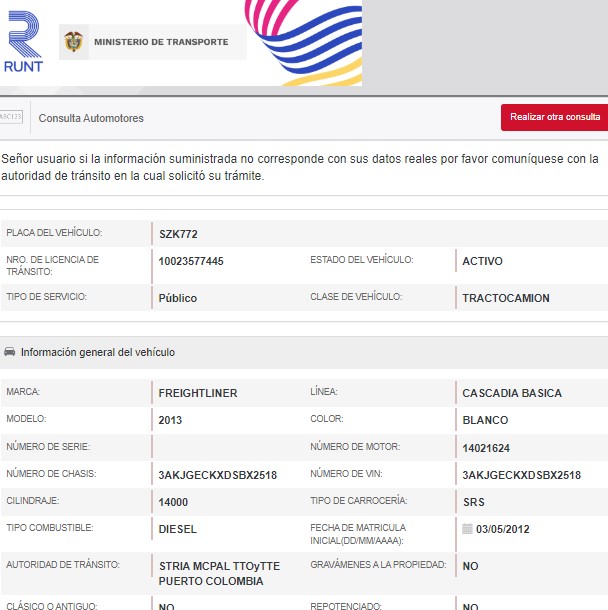 RUNT
MINISTERIO DE TRANSPORTE
ABC123
Consulta Automotores
Realizar otra consulta
Señor usuario si la información suministrada no corresponde con sus datos reales por favor comuníquese con la
autoridad de tránsito en la cual solicitó su trámite.
PLACA DEL VEHÍCULO: SZK772
NRO. DE LICENCIA DE TRÁNSITO: 10023577445 ESTADO DEL VEHÍCULO: ACTIVO
TIPO DE SERVICIO: Público CLASE DE VEHÍCULO: TRACTOCAMION
Información general del vehículo
MARCA: FREIGHTLINER LÍNEA: CASCADIA BASICA
MODELO: 2013 COLOR: BLANCO
NÚMERO DE SERIE: NÚMERO DE MOTOR: 14021624
NÚMERO DE CHASIS: 3AKJGECKXDSBX2518 NÚMERO DE VIN: 3AKJGECKXDSBX2518
CILINDRAJE: 14000 TIPO DE CARROCERÍA: SRS
TIPO COMBUSTIBLE: DIESEL FECHA DE MATRICULA INICIAL(DD/MM/AAAA): 03/05/2012
AUTORIDAD DE TRÁNSITO: STRIA MCPAL TTOyTTE PUERTO COLOMBIA GRAVÁMENES A LA PROPIEDAD: NO
CLÁSICO O ANTIGUO: NO REPOTENCIADO: NO